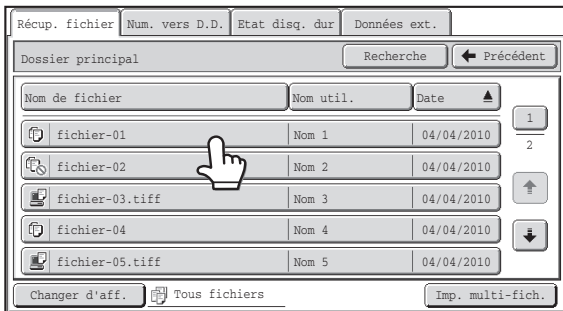 Récup. fichier Num. vers D.D. Etat disq. dur Données ext.
Dossier principal Recherche Précédent
Nom de fichier Nom util. Date
fichier-01 Nom 1 04/04/2010
fichier-02 Nom 2 04/04/2010
fichier-03.tiff Nom 3 04/04/2010
fichier-04 Nom 4 04/04/2010
fichier-05.tiff Nom 5 04/04/2010
1
2
Changer d'aff. Tous fichiers Imp. multi-fich.